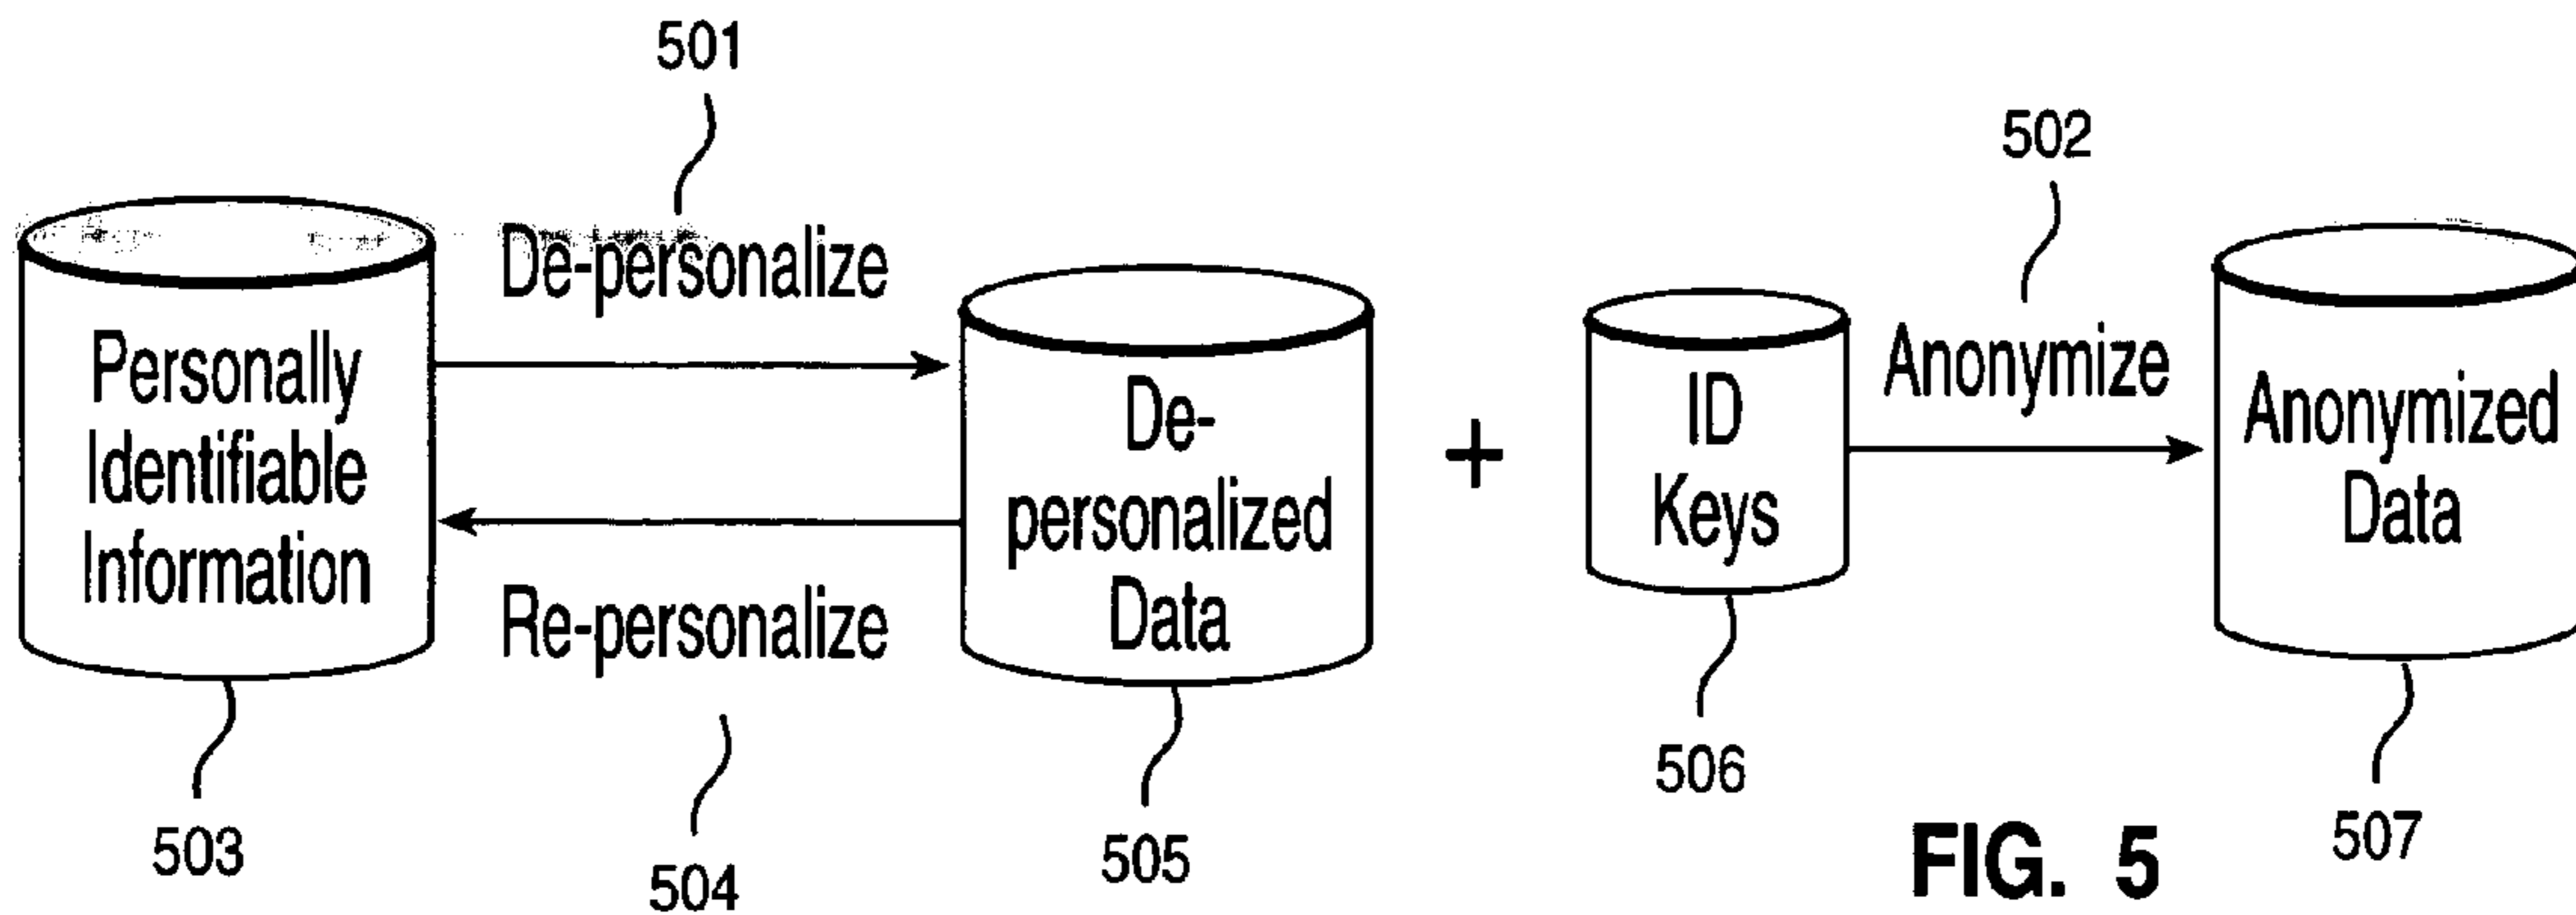 501
De-personalize
Personally
Identifiable
Information
503
Re-personalize
504
De-
personalized
Data
505
+
ID
Keys
506
502
Anonymize
Anonymized
Data
507
FIG. 5